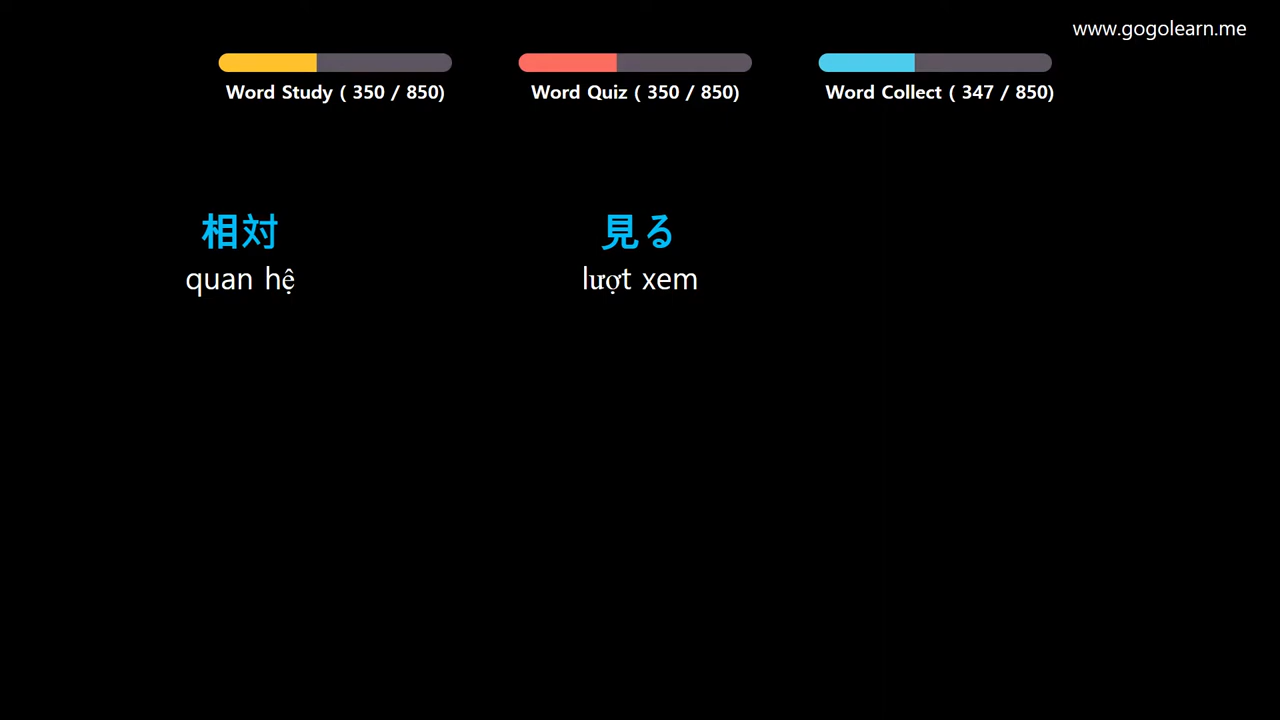 www.gogolearn.me
Word Study ( 350 / 850)
Word Quiz ( 350 / 850)
Word Collect ( 347 / 850)
相対
quan hệ
見る
lượt xem